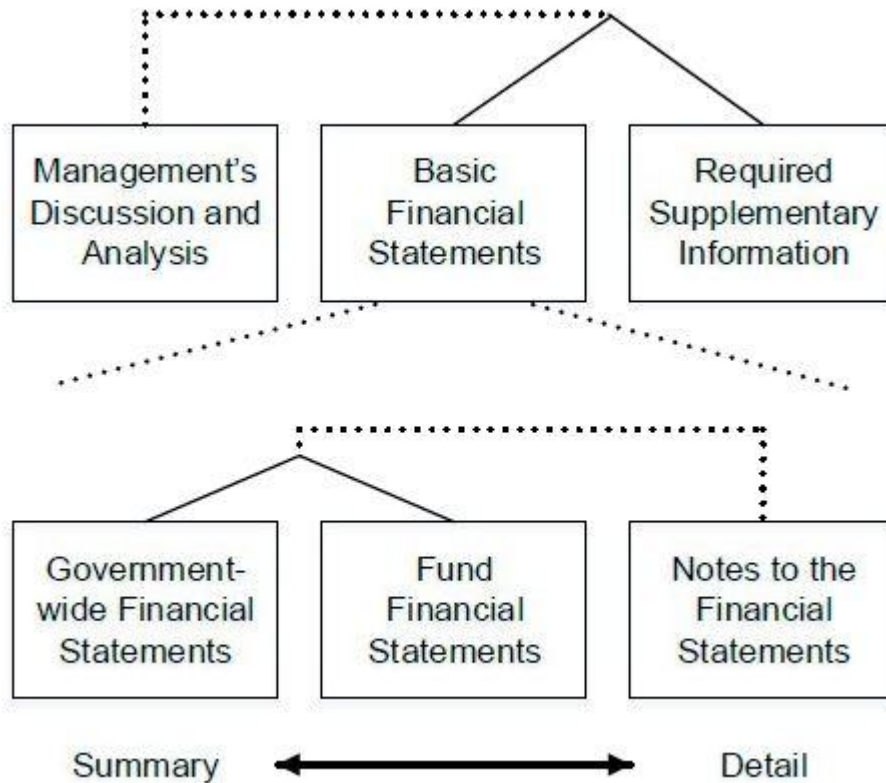 Management's
Discussion and
Analysis
Basic
Financial
Statements
Required
Supplementary
Information
Government-
wide Financial
Statements
Fund
Financial
Statements
Notes to the
Financial
Statements
Summary
Detail